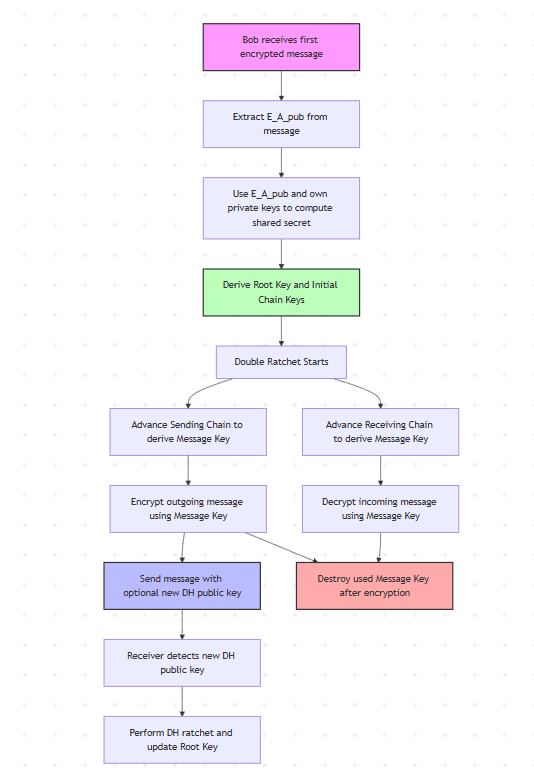 Bob receives first
encrypted message
Extract E_A_pub from
message
Use E_A_pub and own
private keys to compute
shared secret
Derive Root Key and Initial
Chain Keys
Double Ratchet Starts
Advance Sending Chain to
derive Message Key
Advance Receiving Chain
to derive Message Key
Encrypt outgoing message
using Message Key
Decrypt incoming message
using Message Key
Send message with
optional new DH public key
Destroy used Message Key
after encryption
Receiver detects new DH
public key
Perform DH ratchet and
update Root Key